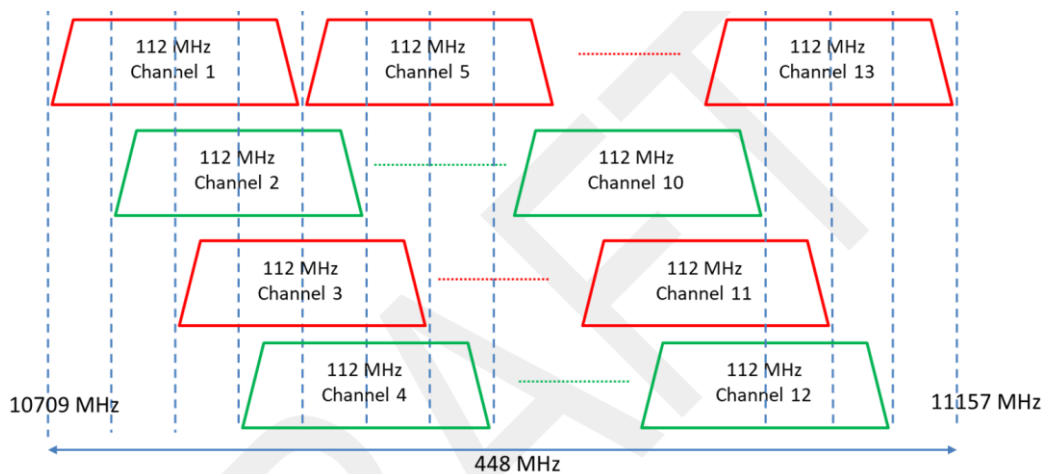 112 MHz
Channel 1
112 MHz
Channel 5
112 MHz
Channel 13
112 MHz
Channel 2
112 MHz
Channel 10
112 MHz
Channel 3
112 MHz
Channel 11
112 MHz
Channel 4
112 MHz
Channel 12
10709 MHz
11157 MHz
448 MHz